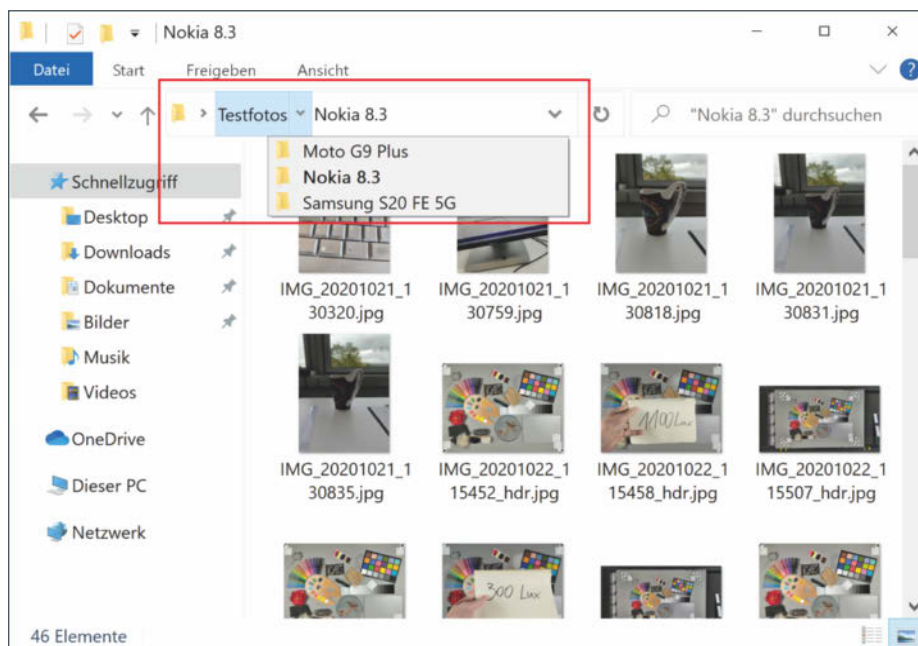 Nokia 8.3
Datei Start Freigeben Ansicht
Testfotos Nokia 8.3
"Nokia 8.3" durchsuchen
Moto G9 Plus
Nokia 8.3
Samsung S20 FE 5G
Schnellzugriff
Desktop
Downloads
Dokumente
Bilder
Musik
Videos
OneDrive
Dieser PC
Netzwerk
IMG_20201021_1
30320.jpg
IMG_20201021_1
30759.jpg
IMG_20201021_1
30818.jpg
IMG_20201021_1
30831.jpg
IMG_20201021_1
30835.jpg
IMG_20201022_1
15452_hdr.jpg
1100 Lux
IMG_20201022_1
15458_hdr.jpg
IMG_20201022_1
15507_hdr.jpg
300 Lux
46 Elemente